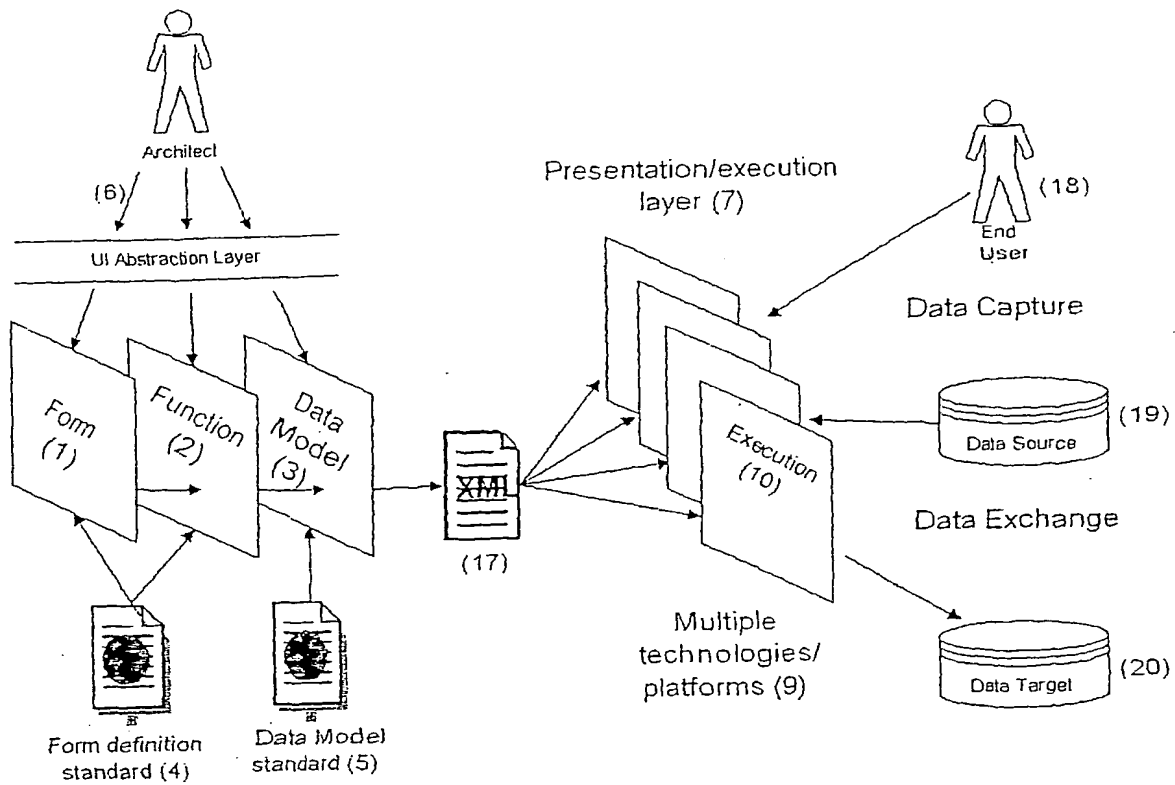 Architect
(6)
UI Abstraction Layer
Form
(1)
Function
(2)
Data
Model
(3)
XML
(17)
Form definition
standard (4)
Data Model
standard (5)
Presentation/execution
layer (7)
Execution
(10)
Multiple
technologies/
platforms (9)
(18)
End
User
Data Capture
(19)
Data Source
Data Exchange
(20)
Data Target